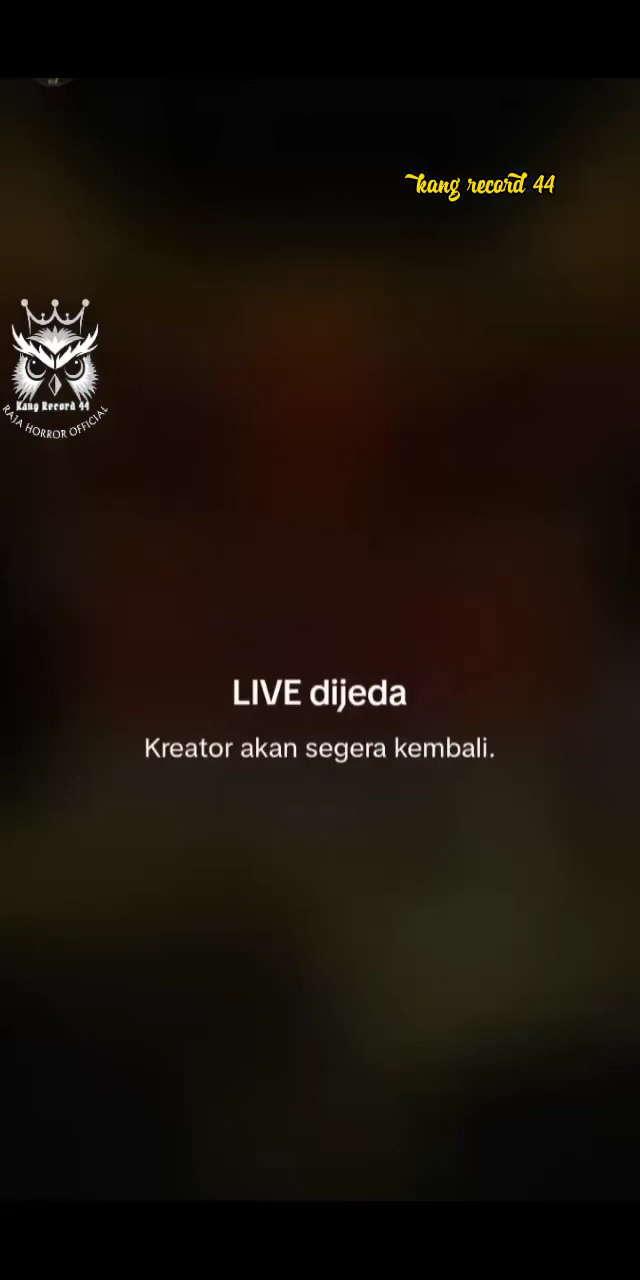 kang record 44
Kang Record 44
RAJA HORROR OFFICIAL
LIVE dijeda
Kreator akan segera kembali.